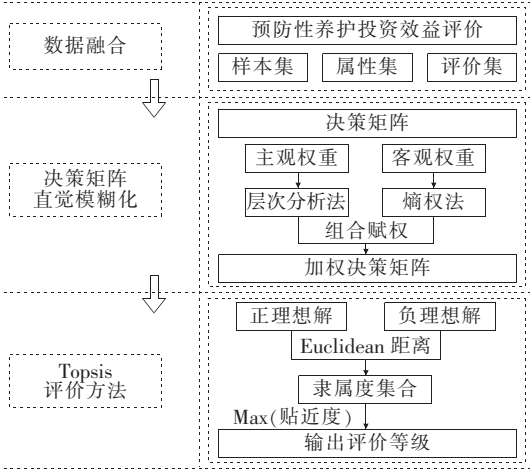 数据融合
预防性养护投资效益评价
样本集 属性集 评价集
决策矩阵
直觉模糊化
决策矩阵
主观权重 客观权重
层次分析法 熵权法
组合赋权
加权决策矩阵
Topsis
评价方法
正理想解 负理想解
Euclidean 距离
隶属度集合
Max(贴近度)
输出评价等级